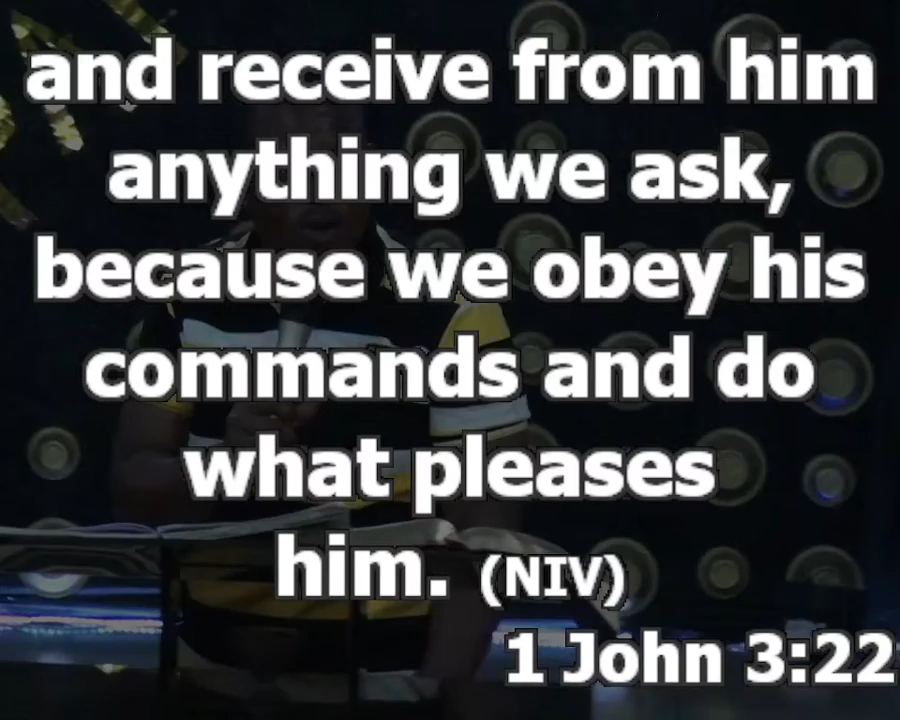 and receive from him
anything we ask,
because we obey his
commands and do
what pleases
him. (NIV)
1 John 3:22